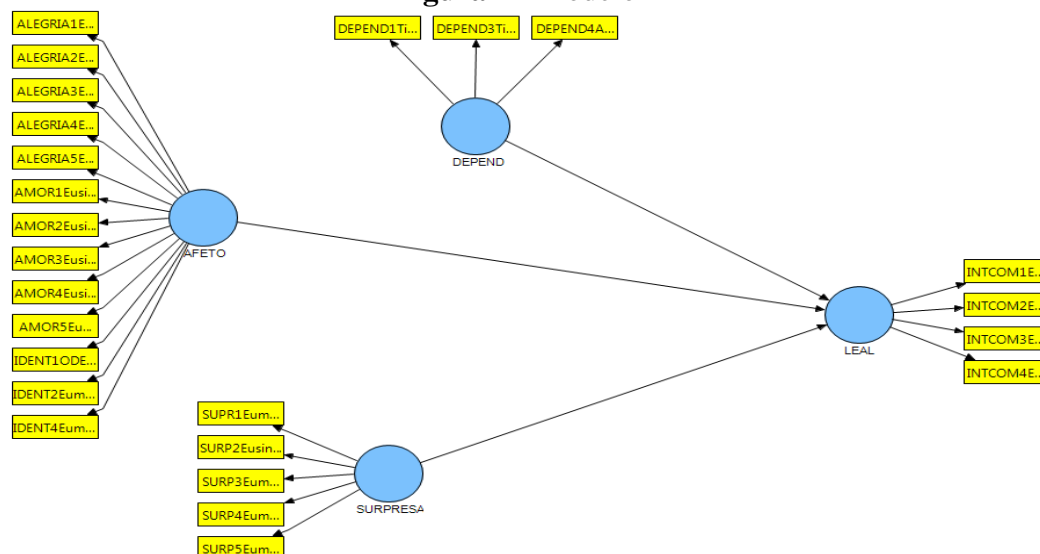 ALEGRIA1E...
ALEGRIA2E...
ALEGRIA3E...
ALEGRIA4E...
ALEGRIA5E...
AMOR1Eusi...
AMOR2Eusi...
AMOR3Eusi...
AMOR4Eusi...
AMOR5Eu...
IDENT1ODE...
IDENT2Eum...
IDENT4Eum...
AFETO
DEPEND1Ti...
DEPEND3Ti...
DEPEND4A...
DEPEND
SUPR1Eum...
SURP2Eusin...
SURP3Eum...
SURP4Eum...
SURP5Eum...
SURPRESA
LEAL
INTCOM1E...
INTCOM2E...
INTCOM3E...
INTCOM4E...